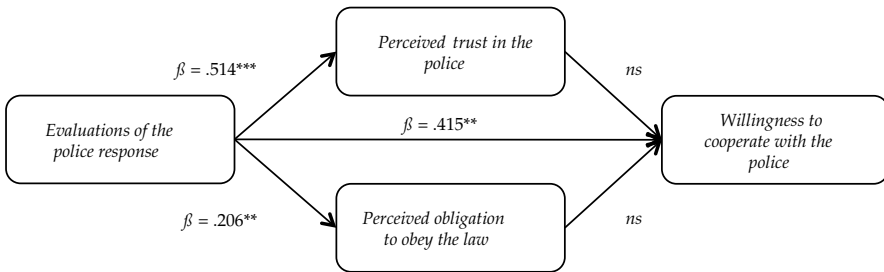 Perceived trust in the
police
ß = .514***
ns
Evaluations of the
police response
ß = .415**
Willingness to
cooperate with the
police
ß = .206**
Perceived obligation
to obey the law
ns